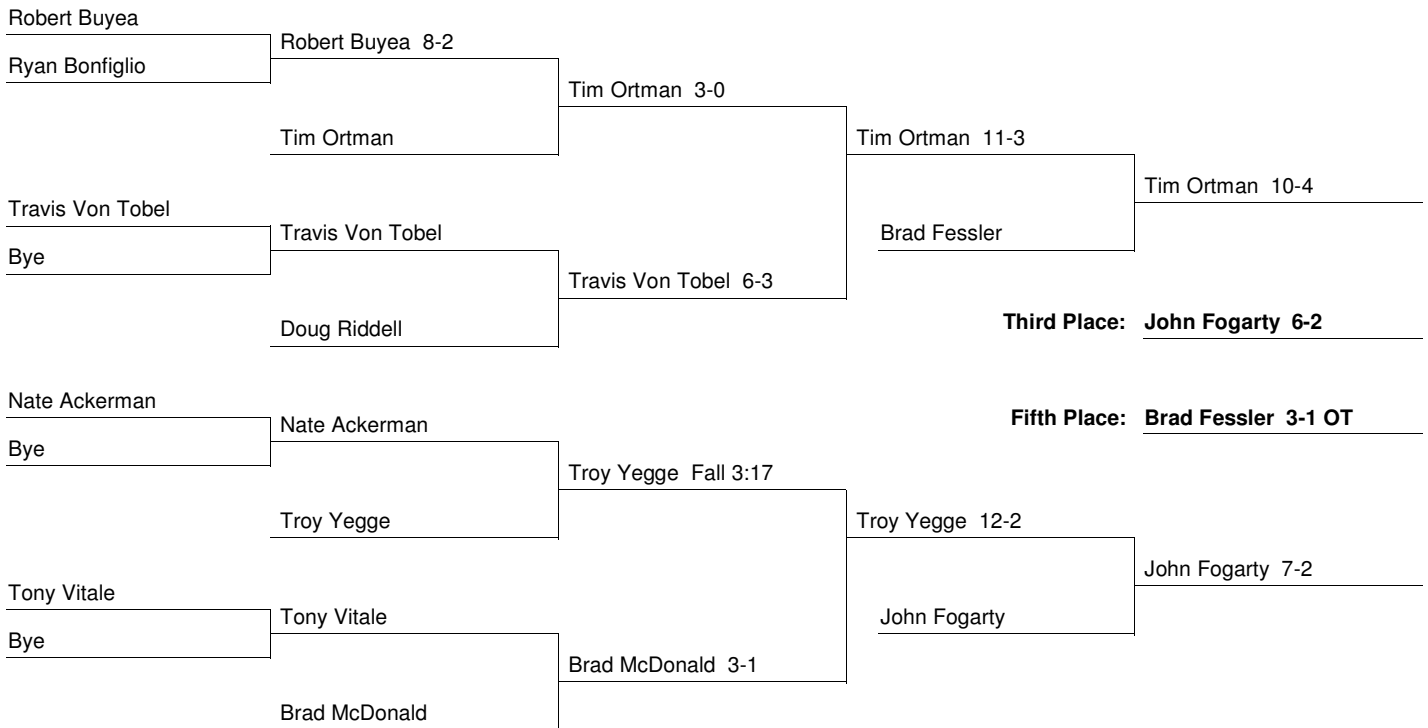 Robert Buyea
Ryan Bonfiglio
Robert Buyea 8-2
Tim Ortman
Tim Ortman 3-0
Travis Von Tobel
Bye
Travis Von Tobel
Doug Riddell
Travis Von Tobel 6-3
Tim Ortman 11-3
Brad Fessler
Tim Ortman 10-4
Third Place: John Fogarty 6-2
Fifth Place: Brad Fessler 3-1 OT
Nate Ackerman
Bye
Nate Ackerman
Troy Yegge
Troy Yegge Fall 3:17
Tony Vitale
Bye
Tony Vitale
Brad McDonald
Brad McDonald 3-1
Troy Yegge 12-2
John Fogarty
John Fogarty 7-2